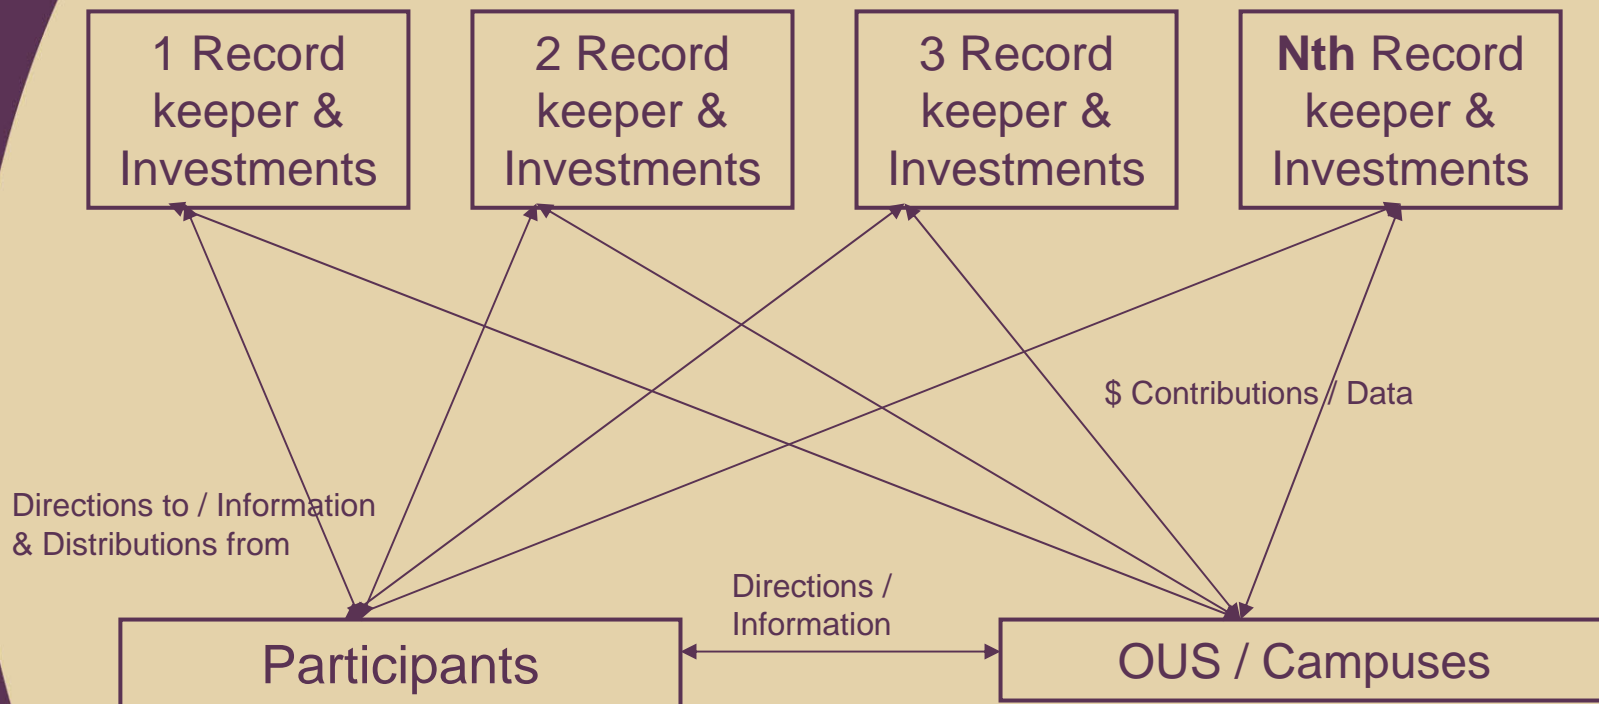 1 Record
keeper &
Investments
2 Record
keeper &
Investments
3 Record
keeper &
Investments
Nth Record
keeper &
Investments
$ Contributions / Data
Directions to / Information
& Distributions from
Directions /
Information
Participants
OUS / Campuses